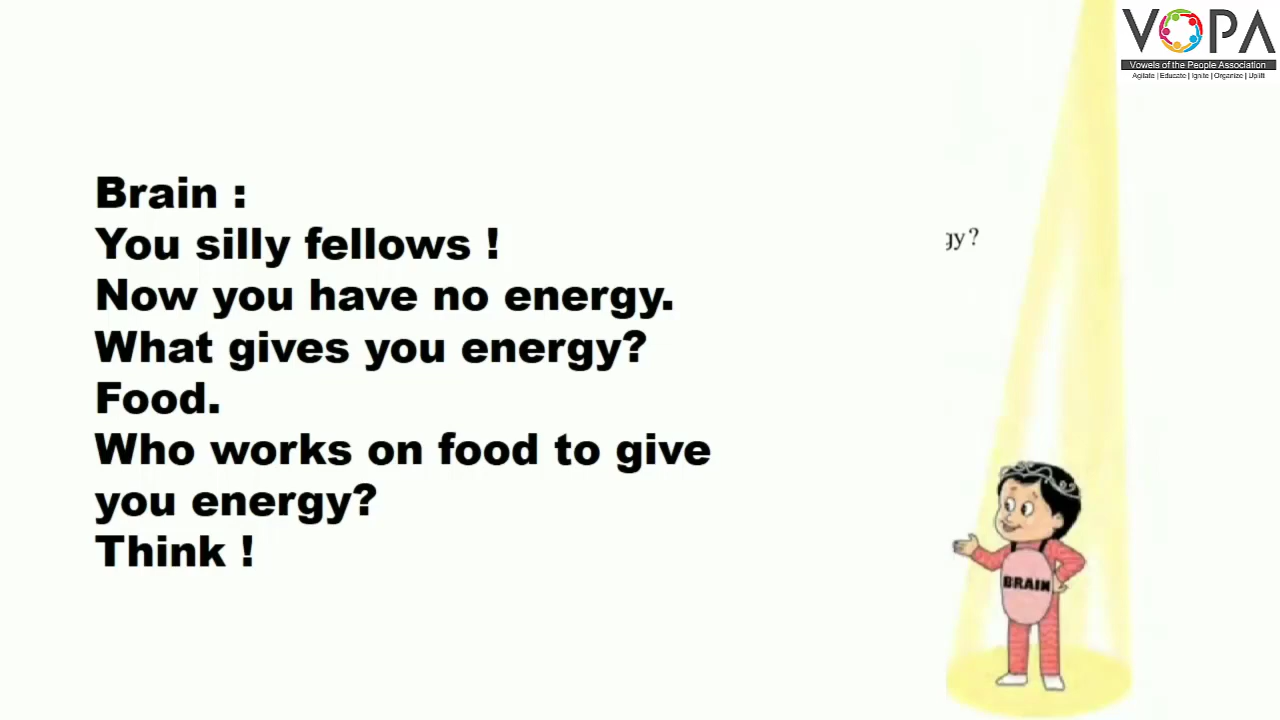 VOPA
Vowels of the People Association
Agitate | Educate | Ignite | Organize | Uplift
Brain :
You silly fellows !
Now you have no energy.
What gives you energy?
Food.
Who works on food to give
you energy?
Think !
gy?
BRAIN